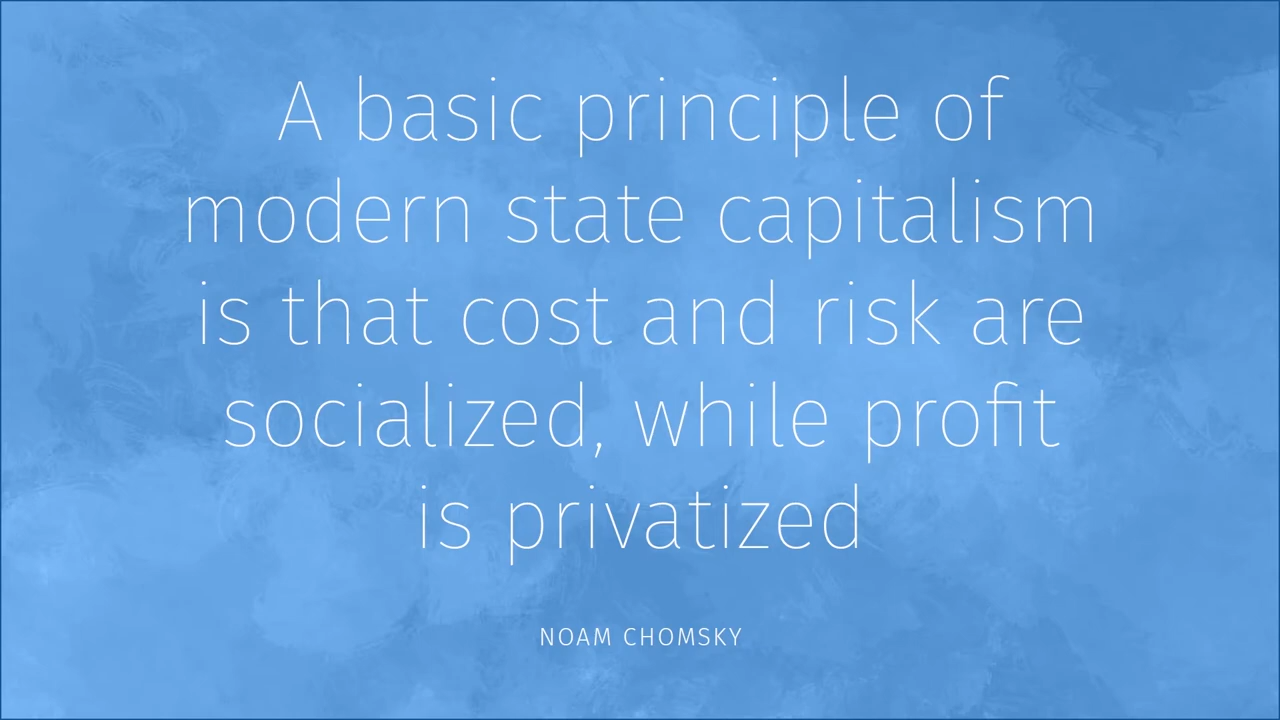 A basic principle of
modern state capitalism
is that cost and risk are
socialized, while profit
is privatized
NOAM CHOMSKY